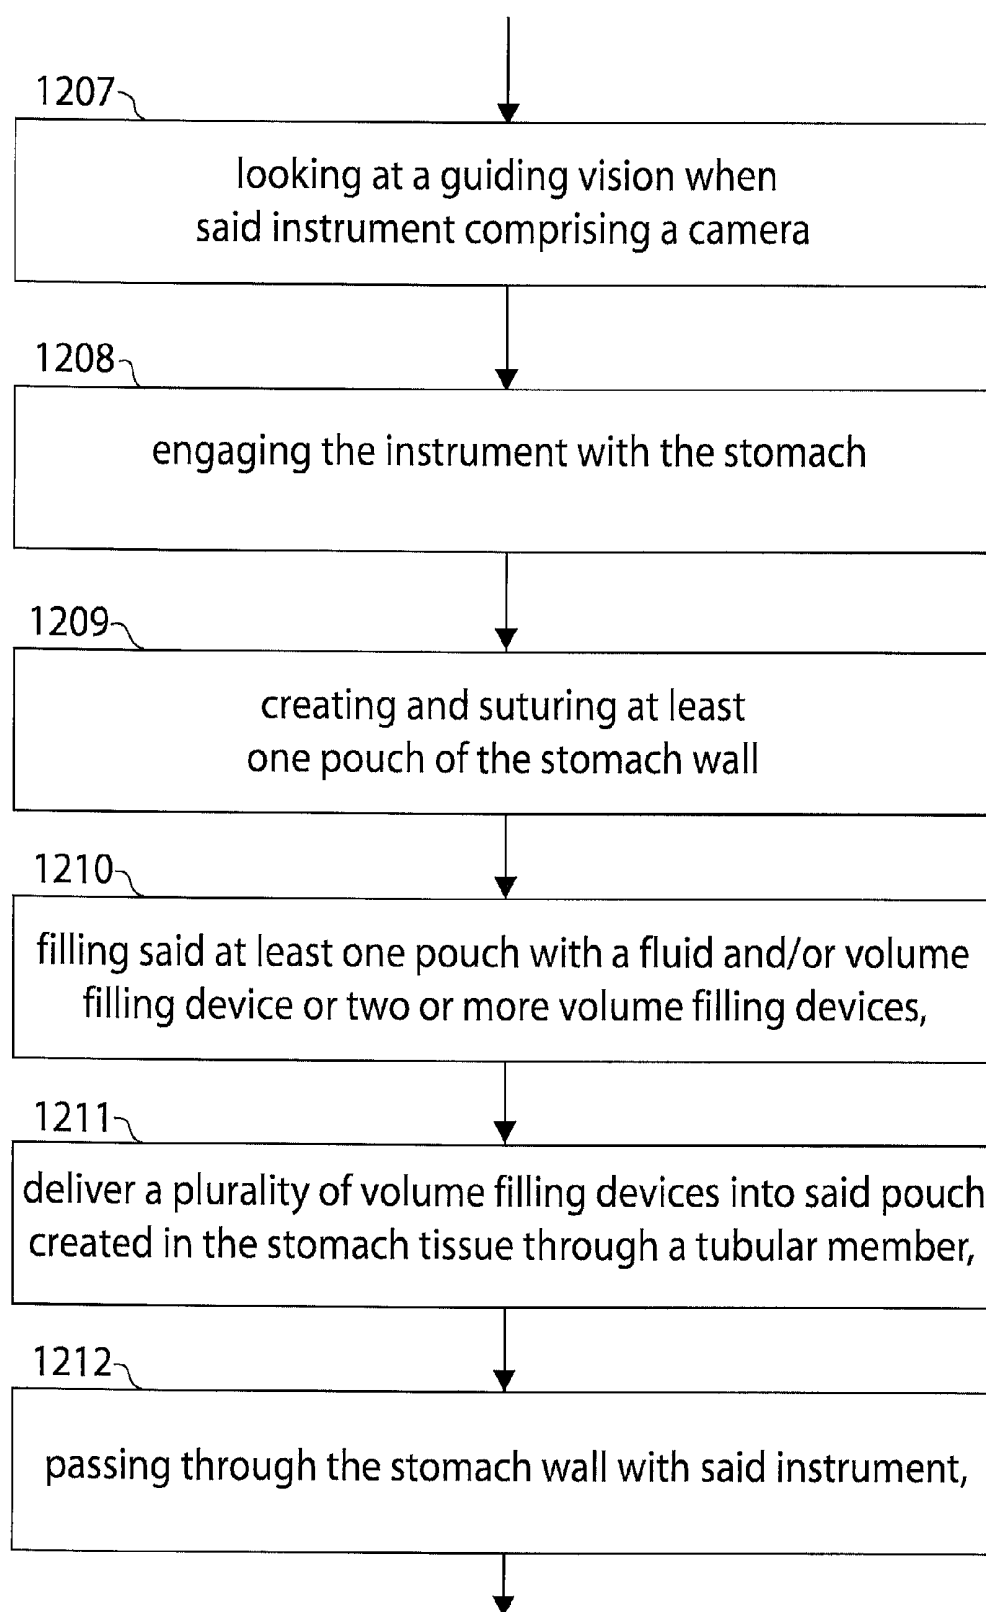 1207
looking at a guiding vision when
said instrument comprising a camera
1208
engaging the instrument with the stomach
1209
creating and suturing at least
one pouch of the stomach wall
1210
filling said at least one pouch with a fluid and/or volume
filling device or two or more volume filling devices,
1211
deliver a plurality of volume filling devices into said pouch
created in the stomach tissue through a tubular member,
1212
passing through the stomach wall with said instrument,